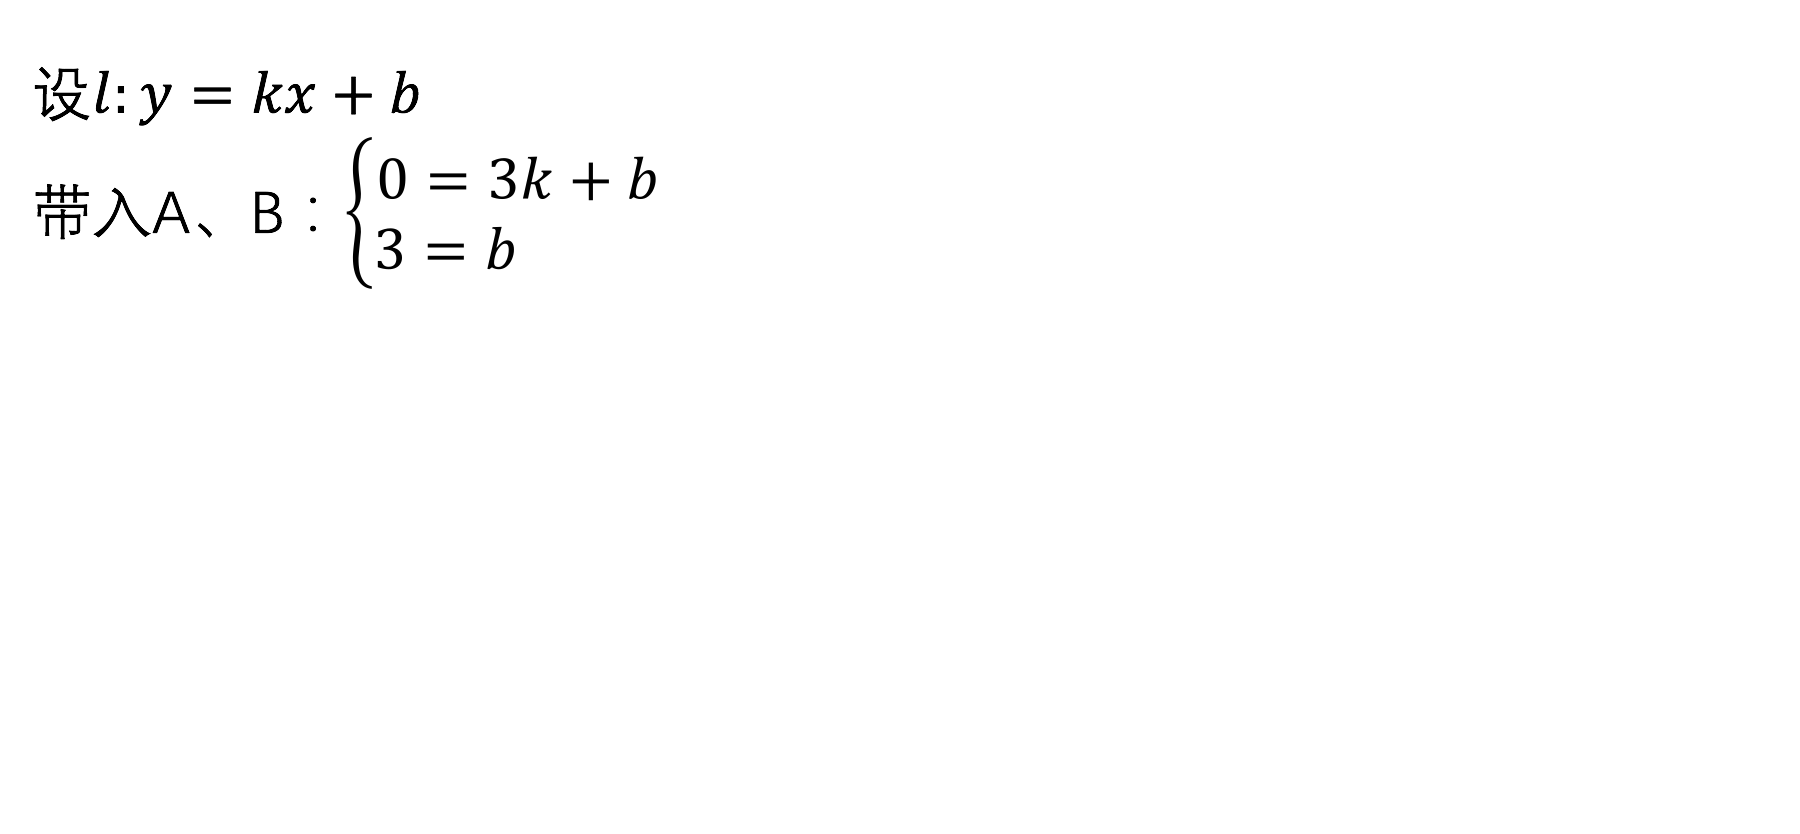 设l: y = kx + b
带入A、B：{0 = 3k + b
3 = b